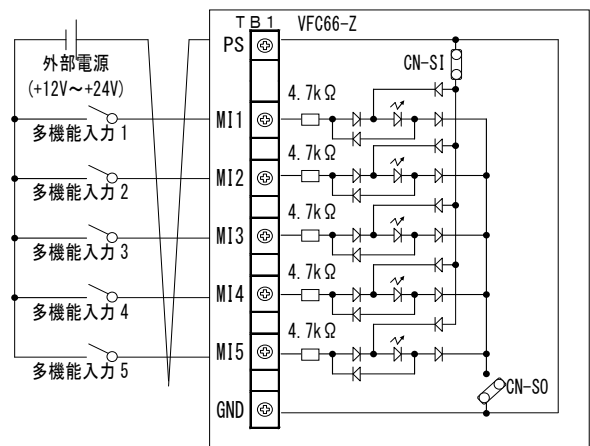 TB1 VFC66-Z
PS
CN-SI
外部電源
(+12V～+24V)
4.7kΩ
多機能入力1
MI1
4.7kΩ
多機能入力2
MI2
4.7kΩ
多機能入力3
MI3
4.7kΩ
多機能入力4
MI4
4.7kΩ
多機能入力5
MI5
CN-SO
GND